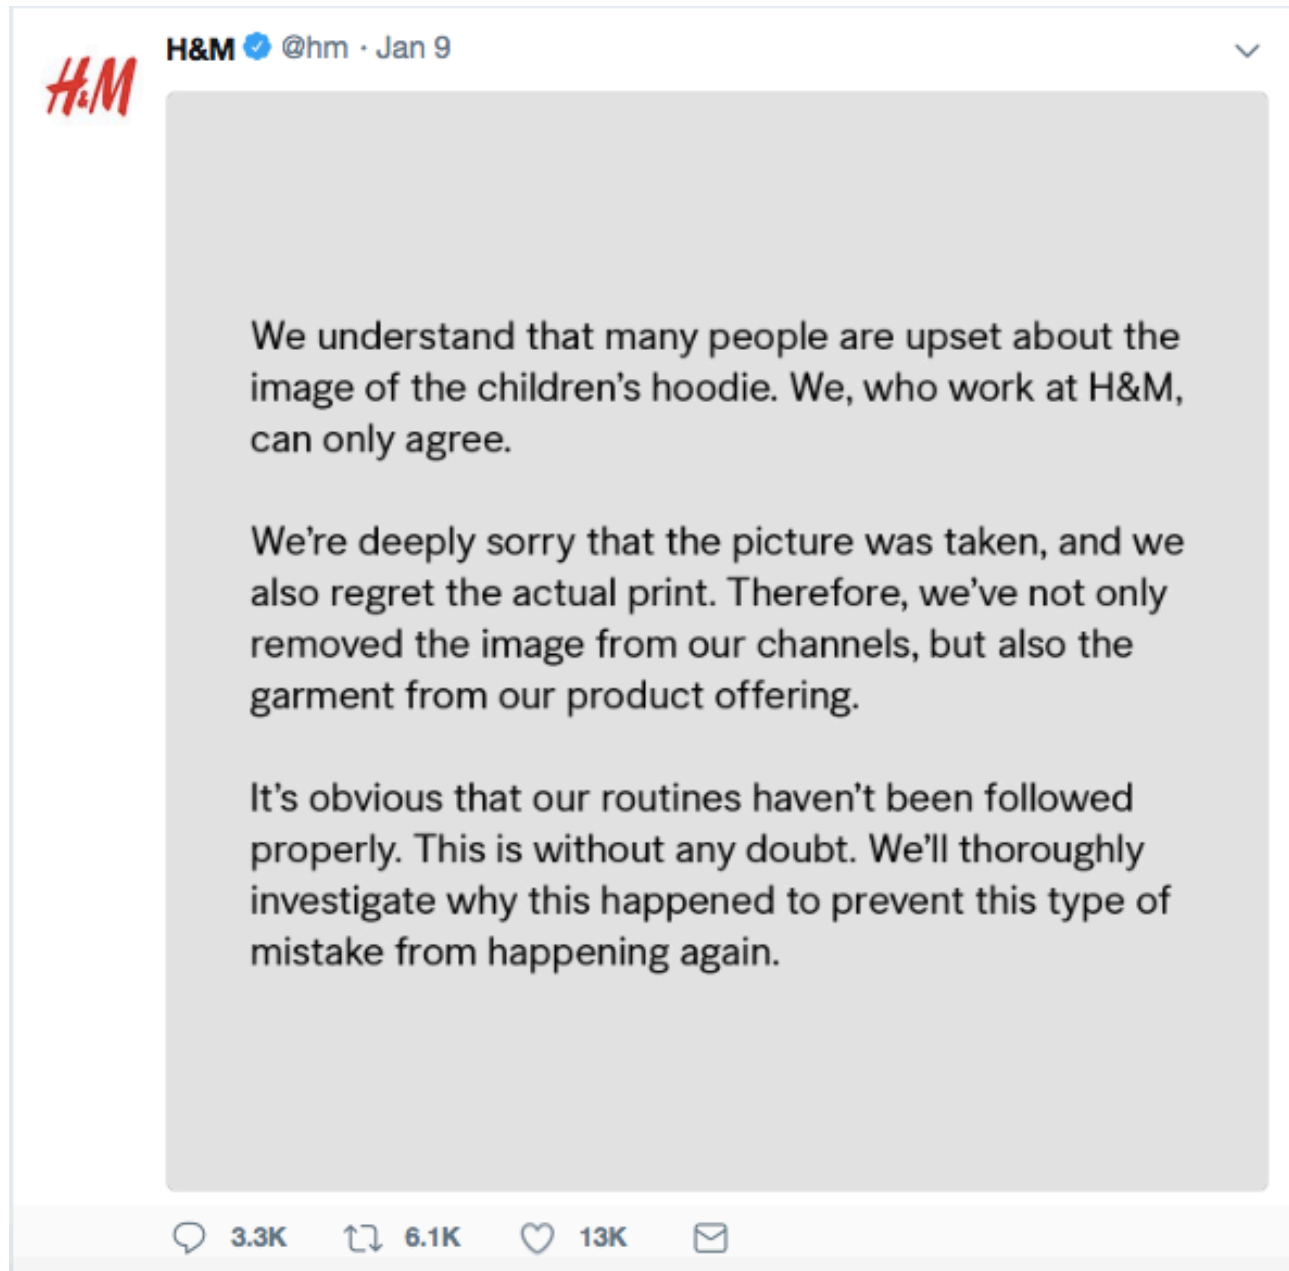 H&M @hm · Jan 9
H&M
We understand that many people are upset about the
image of the children's hoodie. We, who work at H&M,
can only agree.
We're deeply sorry that the picture was taken, and we
also regret the actual print. Therefore, we've not only
removed the image from our channels, but also the
garment from our product offering.
It's obvious that our routines haven't been followed
properly. This is without any doubt. We'll thoroughly
investigate why this happened to prevent this type of
mistake from happening again.
3.3K 6.1K 13K